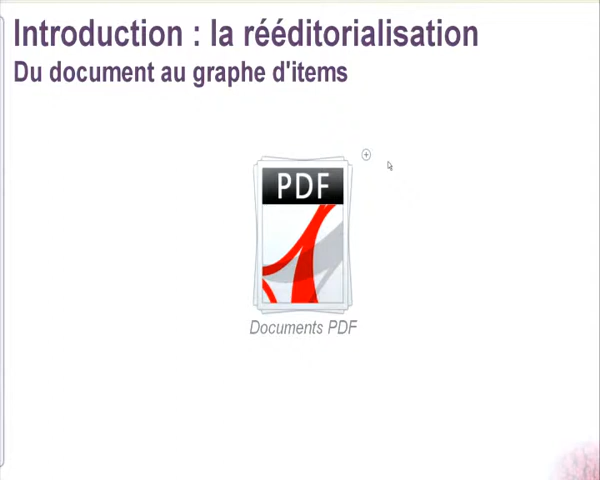 Introduction : la rééditorialisation
Du document au graphe d'items
PDF
Documents PDF